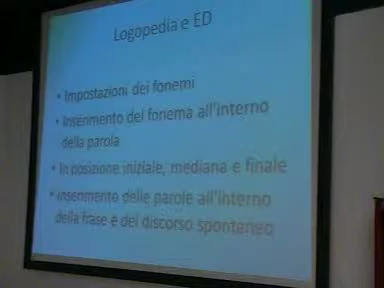 Logopedia e ED
• Impostazioni dei fonemi
• Inserimento del fonema all'interno
della parola
• In posizione iniziale, mediana e finale
• Inserimento delle parole all'interno
della frase e del discorso spontaneo